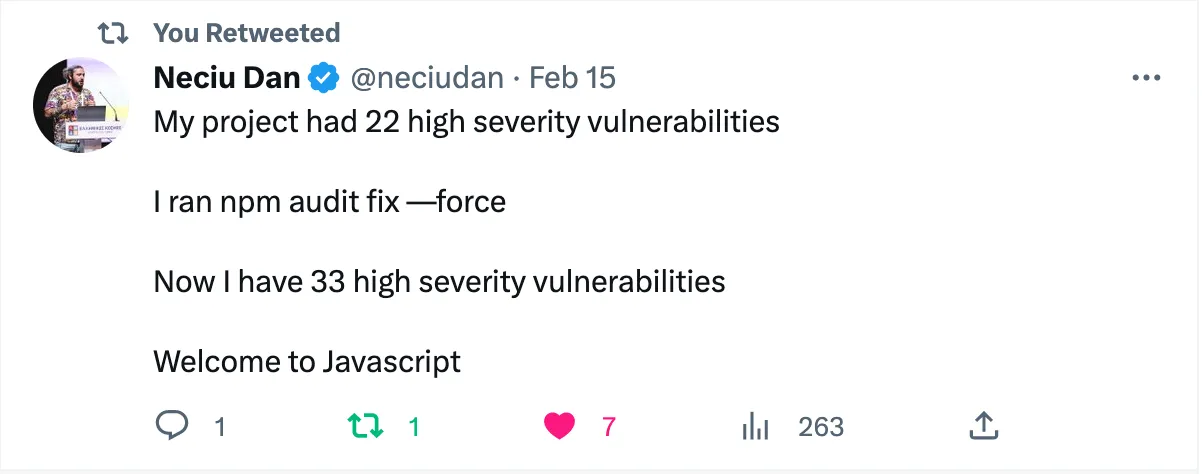 You Retweeted
Neciu Dan @neciudan · Feb 15
My project had 22 high severity vulnerabilities
I ran npm audit fix —force
Now I have 33 high severity vulnerabilities
Welcome to Javascript
1 1 7 263